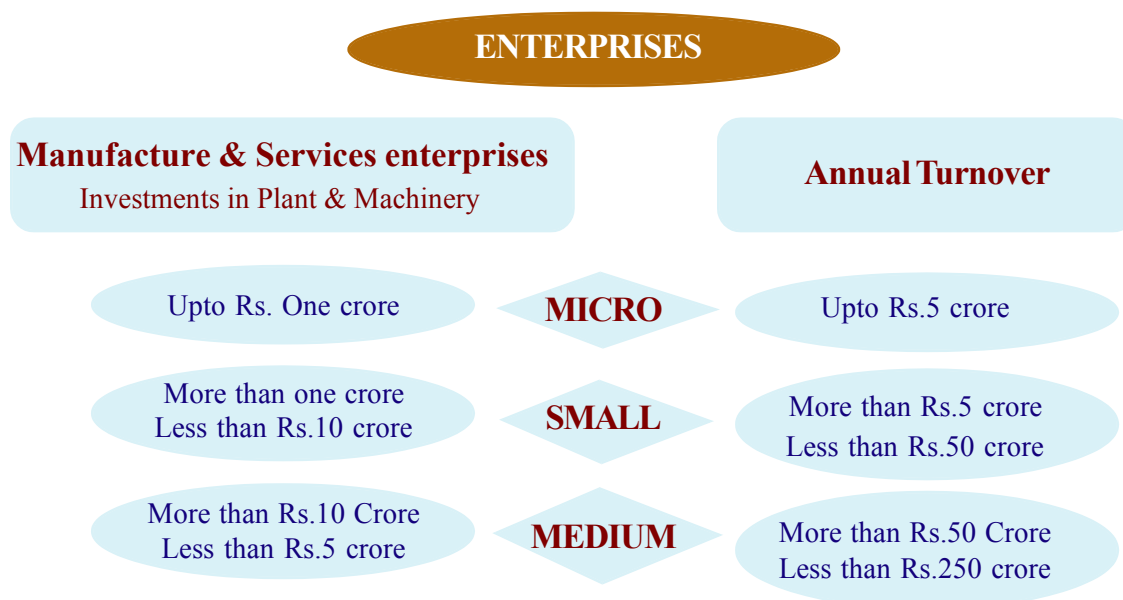 ENTERPRISES
Manufacture & Services enterprises
Investments in Plant & Machinery
Annual Turnover
Upto Rs. One crore
MICRO
Upto Rs.5 crore
More than one crore
Less than Rs.10 crore
SMALL
More than Rs.5 crore
Less than Rs.50 crore
More than Rs.10 Crore
Less than Rs.5 crore
MEDIUM
More than Rs.50 Crore
Less than Rs.250 crore